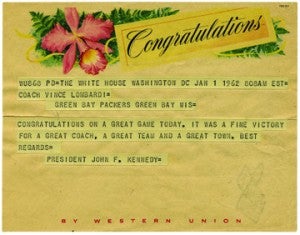 Congratulations
WU868 PD=THE WHITE HOUSE WASHINGTON DC JAN 1 1962 808AM EST=
COACH VINCE LOMBARDI=
GREEN BAY PACKERS GREEN BAY WIS=
CONGRATULATIONS ON A GREAT GAME TODAY. IT WAS A FINE VICTORY
FOR A GREAT COACH, A GREAT TEAM AND A GREAT TOWN. BEST
REGARDS=
PRESIDENT JOHN F. KENNEDY=
BY WESTERN UNION